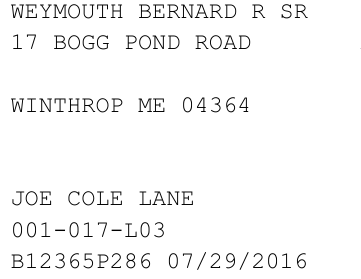 WEYMOUTH BERNARD R SR
17 BOGG POND ROAD
WINTHROP ME 04364
JOE COLE LANE
001-017-L03
B12365P286 07/29/2016